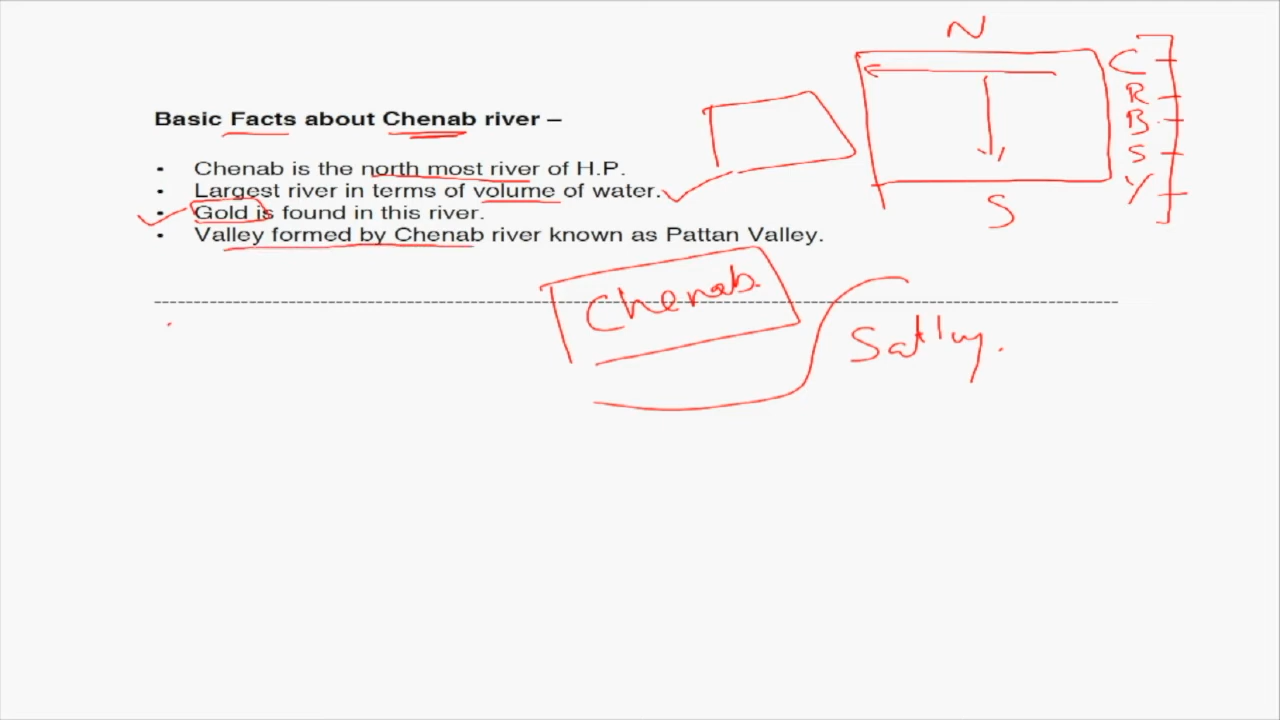 N
C
R
B
S
Y
S
Basic Facts about Chenab river –
• Chenab is the north most river of H.P.
• Largest river in terms of volume of water.
• Gold is found in this river.
• Valley formed by Chenab river known as Pattan Valley.
Chenab.
Satluj.